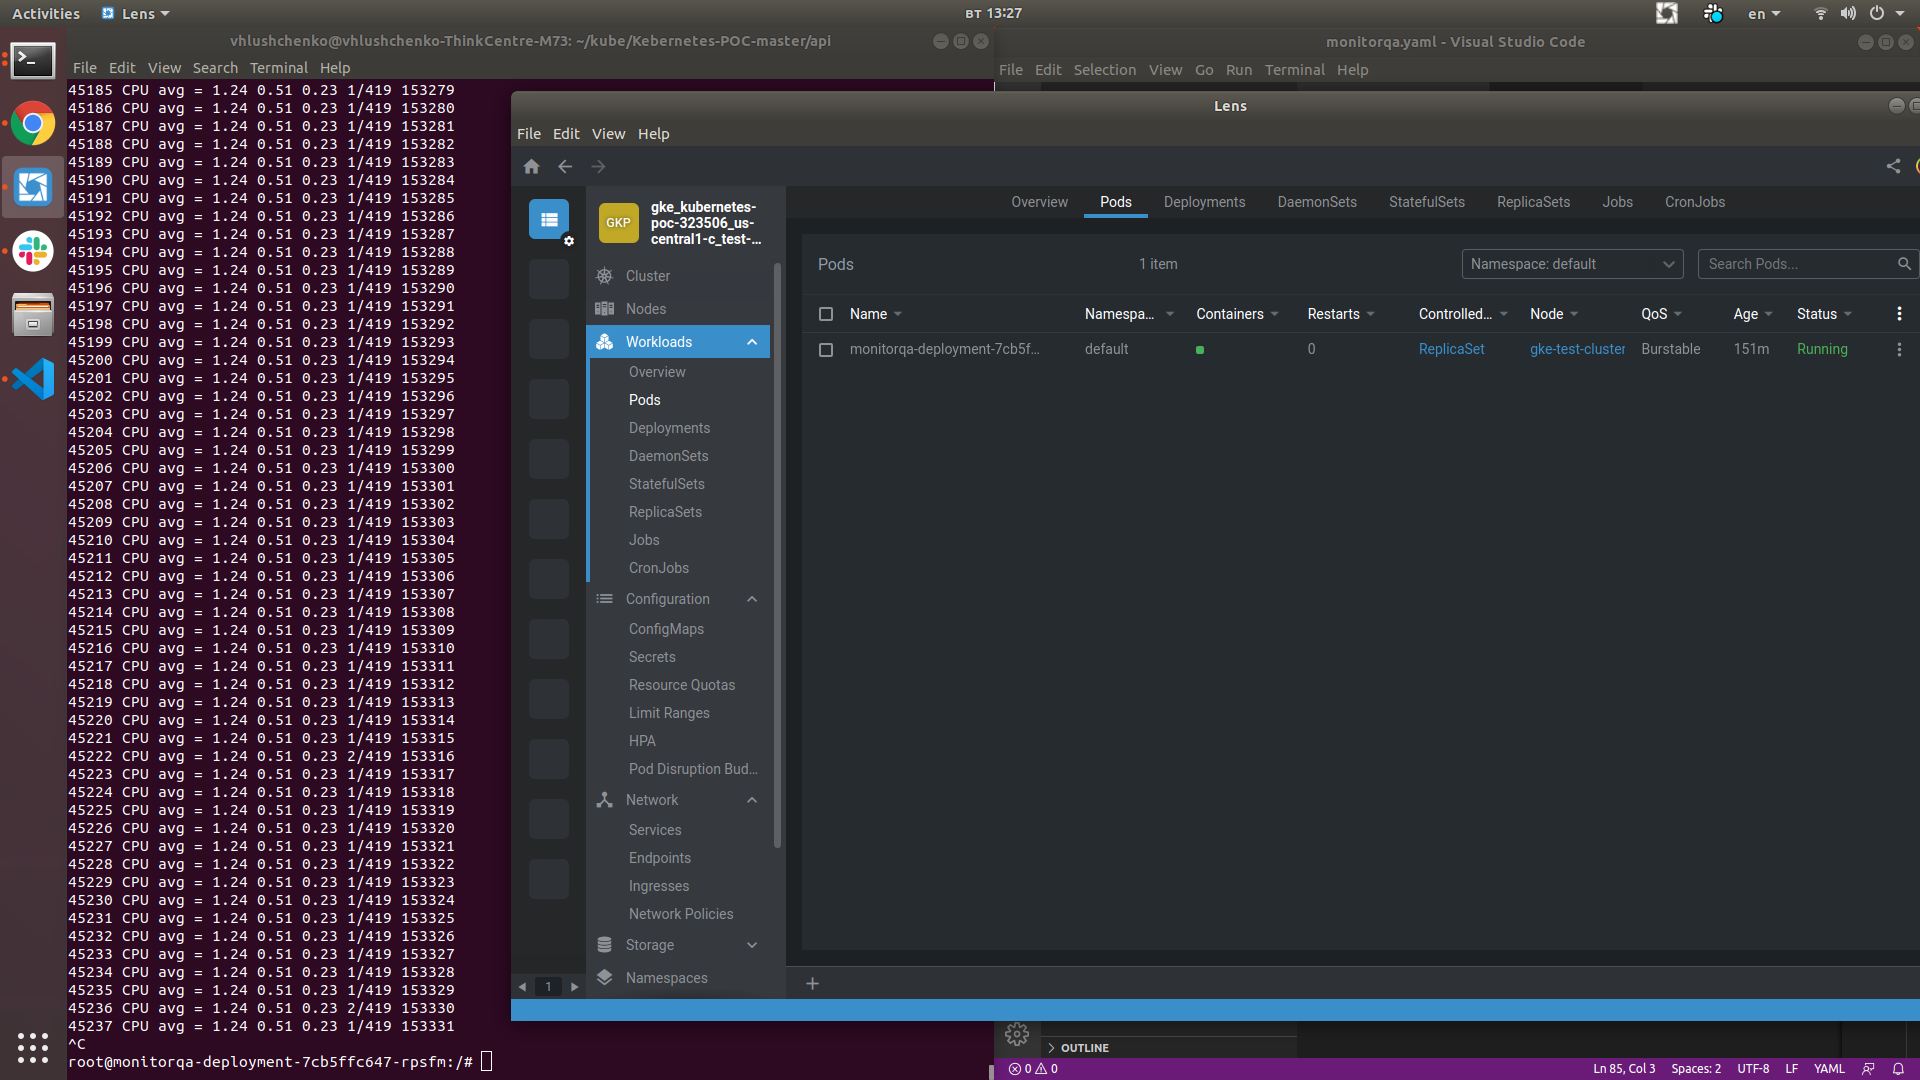 Activities
Lens
вт 13:27
en
vhlushchenko@vhlushchenko-ThinkCentre-M73: ~/kube/Kebernetes-POC-master/api
File Edit View Search Terminal Help
45185 CPU avg = 1.24 0.51 0.23 1/419 153279
45186 CPU avg = 1.24 0.51 0.23 1/419 153280
45187 CPU avg = 1.24 0.51 0.23 1/419 153281
45188 CPU avg = 1.24 0.51 0.23 1/419 153282
45189 CPU avg = 1.24 0.51 0.23 1/419 153283
45190 CPU avg = 1.24 0.51 0.23 1/419 153284
45191 CPU avg = 1.24 0.51 0.23 1/419 153285
45192 CPU avg = 1.24 0.51 0.23 1/419 153286
45193 CPU avg = 1.24 0.51 0.23 1/419 153287
45194 CPU avg = 1.24 0.51 0.23 1/419 153288
45195 CPU avg = 1.24 0.51 0.23 1/419 153289
45196 CPU avg = 1.24 0.51 0.23 1/419 153290
45197 CPU avg = 1.24 0.51 0.23 1/419 153291
45198 CPU avg = 1.24 0.51 0.23 1/419 153292
45199 CPU avg = 1.24 0.51 0.23 1/419 153293
45200 CPU avg = 1.24 0.51 0.23 1/419 153294
45201 CPU avg = 1.24 0.51 0.23 1/419 153295
45202 CPU avg = 1.24 0.51 0.23 1/419 153296
45203 CPU avg = 1.24 0.51 0.23 1/419 153297
45204 CPU avg = 1.24 0.51 0.23 1/419 153298
45205 CPU avg = 1.24 0.51 0.23 1/419 153299
45206 CPU avg = 1.24 0.51 0.23 1/419 153300
45207 CPU avg = 1.24 0.51 0.23 1/419 153301
45208 CPU avg = 1.24 0.51 0.23 1/419 153302
45209 CPU avg = 1.24 0.51 0.23 1/419 153303
45210 CPU avg = 1.24 0.51 0.23 1/419 153304
45211 CPU avg = 1.24 0.51 0.23 1/419 153305
45212 CPU avg = 1.24 0.51 0.23 1/419 153306
45213 CPU avg = 1.24 0.51 0.23 1/419 153307
45214 CPU avg = 1.24 0.51 0.23 1/419 153308
45215 CPU avg = 1.24 0.51 0.23 1/419 153309
45216 CPU avg = 1.24 0.51 0.23 1/419 153310
45217 CPU avg = 1.24 0.51 0.23 1/419 153311
45218 CPU avg = 1.24 0.51 0.23 1/419 153312
45219 CPU avg = 1.24 0.51 0.23 1/419 153313
45220 CPU avg = 1.24 0.51 0.23 1/419 153314
45221 CPU avg = 1.24 0.51 0.23 1/419 153315
45222 CPU avg = 1.24 0.51 0.23 2/419 153316
45223 CPU avg = 1.24 0.51 0.23 1/419 153317
45224 CPU avg = 1.24 0.51 0.23 1/419 153318
45225 CPU avg = 1.24 0.51 0.23 1/419 153319
45226 CPU avg = 1.24 0.51 0.23 1/419 153320
45227 CPU avg = 1.24 0.51 0.23 1/419 153321
45228 CPU avg = 1.24 0.51 0.23 1/419 153322
45229 CPU avg = 1.24 0.51 0.23 1/419 153323
45230 CPU avg = 1.24 0.51 0.23 1/419 153324
45231 CPU avg = 1.24 0.51 0.23 1/419 153325
45232 CPU avg = 1.24 0.51 0.23 1/419 153326
45233 CPU avg = 1.24 0.51 0.23 1/419 153327
45234 CPU avg = 1.24 0.51 0.23 1/419 153328
45235 CPU avg = 1.24 0.51 0.23 1/419 153329
45236 CPU avg = 1.24 0.51 0.23 2/419 153330
45237 CPU avg = 1.24 0.51 0.23 1/419 153331
^C
root@monitorqa-deployment-7cb5ffc647-rpsfm:/#
monitorqa.yaml - Visual Studio Code
File Edit Selection View Go Run Terminal Help
Lens
File Edit View Help
GKP
gke_kubernetes-
poc-323506_us-
central1-c_test-...
Cluster
Nodes
Workloads
Overview
Pods
Deployments
DaemonSets
StatefulSets
ReplicaSets
Jobs
CronJobs
Configuration
ConfigMaps
Secrets
Resource Quotas
Limit Ranges
HPA
Pod Disruption Bud...
Network
Services
Endpoints
Ingresses
Network Policies
Storage
Namespaces
1
Overview Pods Deployments DaemonSets StatefulSets ReplicaSets Jobs CronJobs
Pods 1 item Namespace: default Search Pods...
Name Namespa... Containers Restarts Controlled... Node QoS Age Status
monitorqa-deployment-7cb5f... default 0 ReplicaSet gke-test-cluster Burstable 151m Running
+
OUTLINE
0 0 Ln 85, Col 3 Spaces: 2 UTF-8 LF YAML